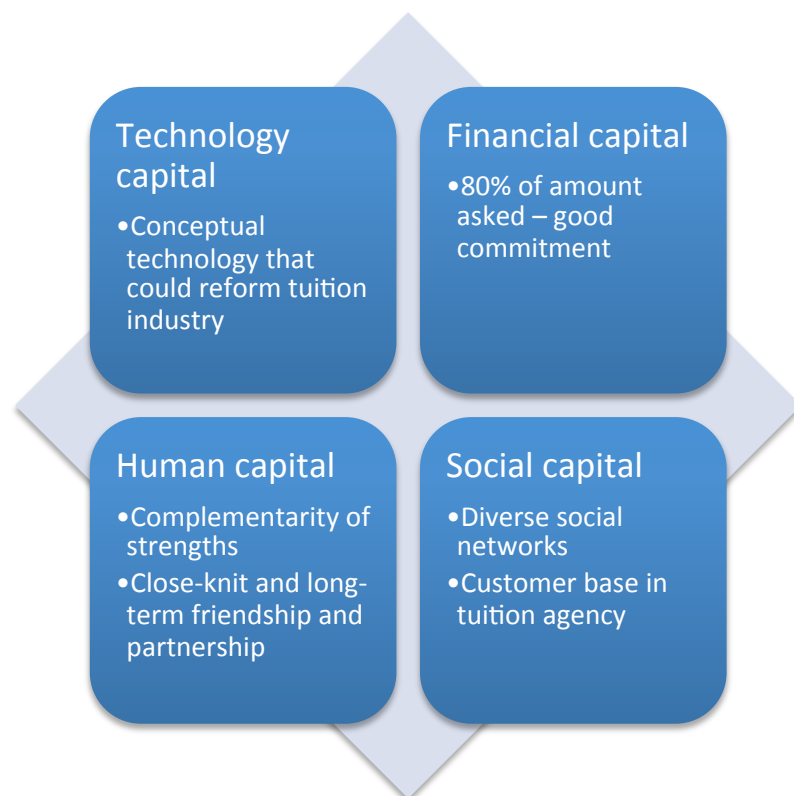 Technology
capital
•Conceptual
technology that
could reform tuition
industry
Financial capital
•80% of amount
asked – good
commitment
Human capital
•Complementarity of
strengths
•Close-knit and long-
term friendship and
partnership
Social capital
•Diverse social
networks
•Customer base in
tuition agency